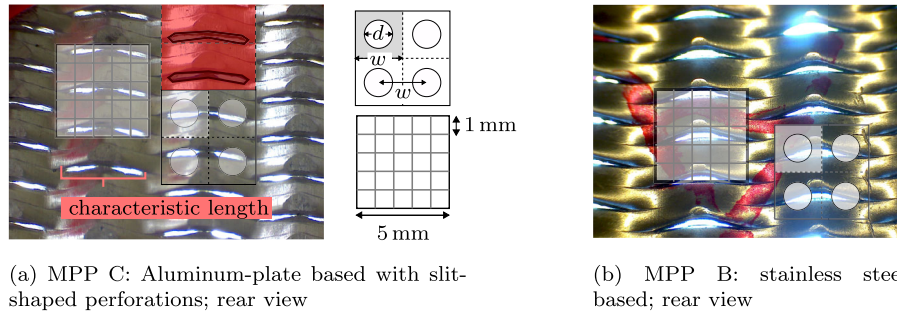 characteristic length
d
w
w
1 mm
5 mm
(a) MPP C: Aluminum-plate based with slit-
shaped perforations; rear view
(b) MPP B: stainless stee
based; rear view